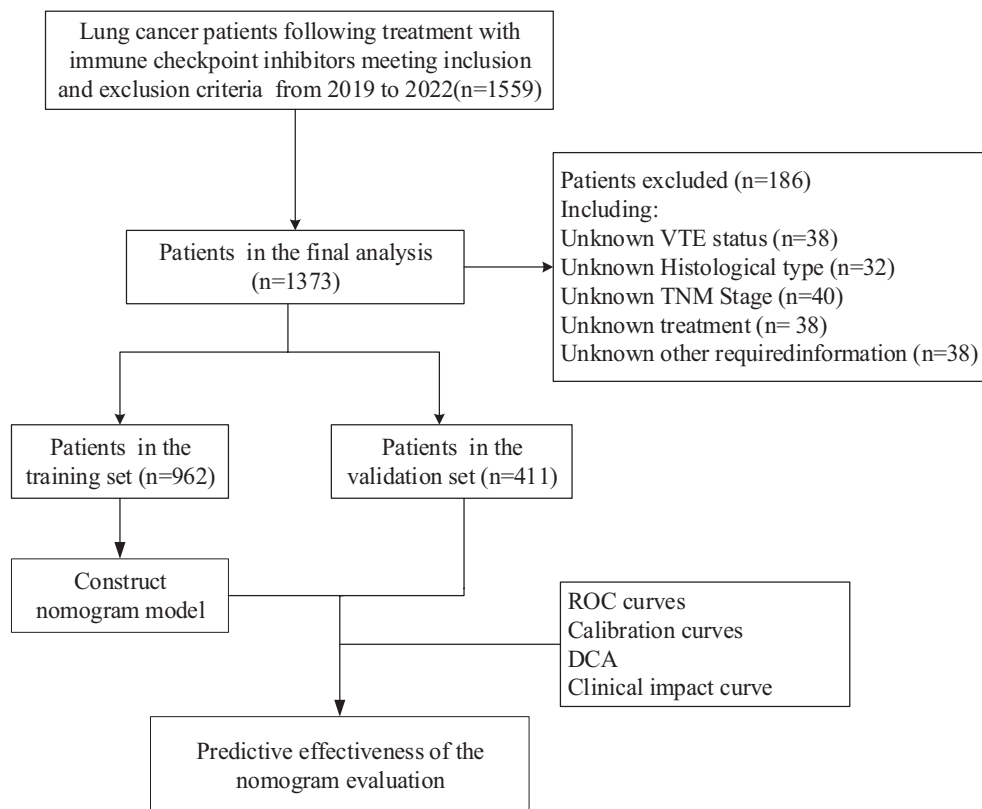 Lung cancer patients following treatment with
immune checkpoint inhibitors meeting inclusion
and exclusion criteria from 2019 to 2022(n=1559)
Patients excluded (n=186)
Including:
Unknown VTE status (n=38)
Unknown Histological type (n=32)
Unknown TNM Stage (n=40)
Unknown treatment (n= 38)
Unknown other requiredinformation (n=38)
Patients in the final analysis
(n=1373)
Patients in the
training set (n=962)
Patients in the
validation set (n=411)
Construct
nomogram model
ROC curves
Calibration curves
DCA
Clinical impact curve
Predictive effectiveness of the
nomogram evaluation